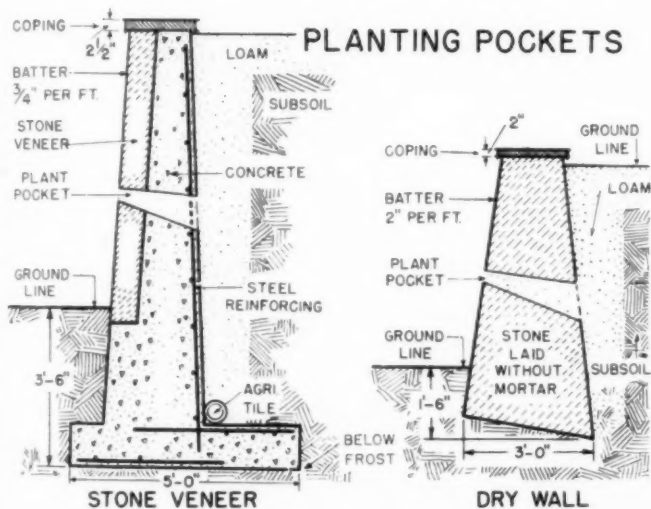 PLANTING POCKETS
COPING
2 1/2"
LOAM
BATTER
3/4" PER FT.
SUBSOIL
STONE
VENEER
CONCRETE
PLANT
POCKET
GROUND
LINE
STEEL
REINFORCING
3'-6"
AGRI
TILE
BELOW
FROST
5'-0"
STONE VENEER
2"
GROUND
LINE
COPING
LOAM
BATTER
2" PER FT.
PLANT
POCKET
GROUND
LINE
STONE
LAID
WITHOUT
MORTAR
SUBSOIL
1'-6"
3'-0"
DRY WALL